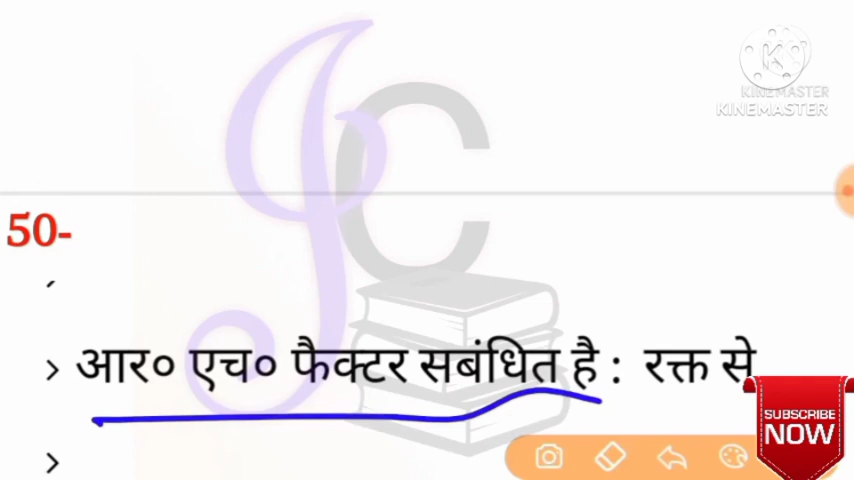 KINEMASTER
KINEMASTER
50-
> आर० एच० फैक्टर सबंधित है : रक्त से
>
SUBSCRIBE
NOW